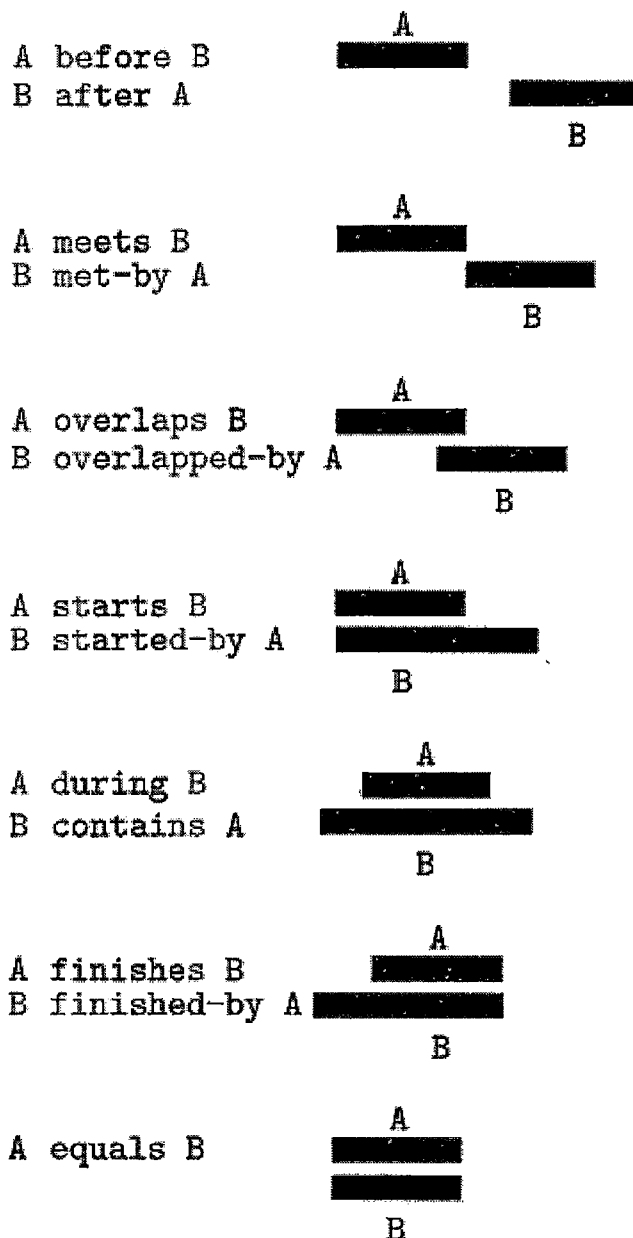 A
A before B
B after A
B
A
A meets B
B met-by A
B
A
A overlaps B
B overlapped-by A
B
A
A starts B
B started-by A
B
A
A during B
B contains A
B
A
A finishes B
B finished-by A
B
A
A equals B
B